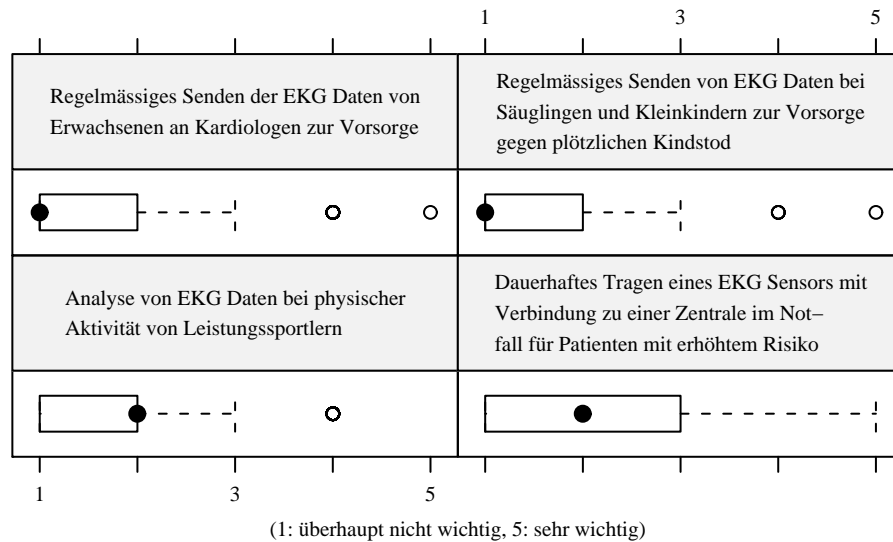 1 3 5
Regelmässiges Senden der EKG Daten von
Erwachsenen an Kardiologen zur Vorsorge
Regelmässiges Senden von EKG Daten bei
Säuglingen und Kleinkindern zur Vorsorge
gegen plötzlichen Kindstod
Analyse von EKG Daten bei physischer
Aktivität von Leistungssportlern
Dauerhaftes Tragen eines EKG Sensors mit
Verbindung zu einer Zentrale im Not–
fall für Patienten mit erhöhtem Risiko
1 3 5
(1: überhaupt nicht wichtig, 5: sehr wichtig)